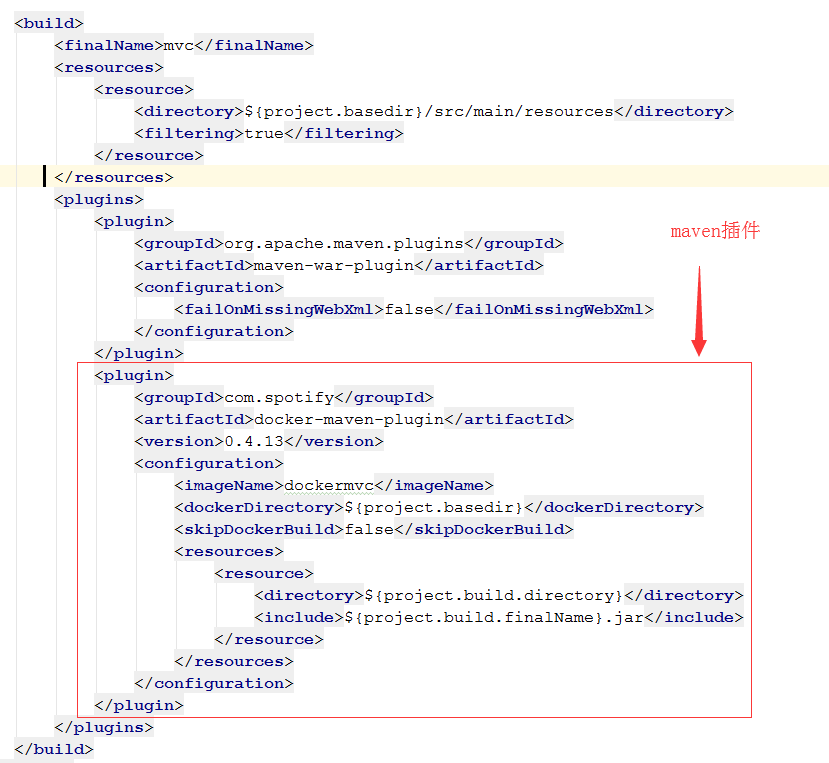 <build>
<finalName>mvc</finalName>
<resources>
<resource>
<directory>${project.basedir}/src/main/resources</directory>
<filtering>true</filtering>
</resource>
</resources>
<plugins>
<plugin>
<groupId>org.apache.maven.plugins</groupId>
maven插件
<artifactId>maven-war-plugin</artifactId>
<configuration>
<failOnMissingWebXml>false</failOnMissingWebXml>
</configuration>
</plugin>
<plugin>
<groupId>com.spotify</groupId>
<artifactId>docker-maven-plugin</artifactId>
<version>0.4.13</version>
<configuration>
<imageName>dockermvc</imageName>
<dockerDirectory>${project.basedir}</dockerDirectory>
<skipDockerBuild>false</skipDockerBuild>
<resources>
<resource>
<directory>${project.build.directory}</directory>
<include>${project.build.finalName}.jar</include>
</resource>
</resources>
</configuration>
</plugin>
</plugins>
</build>